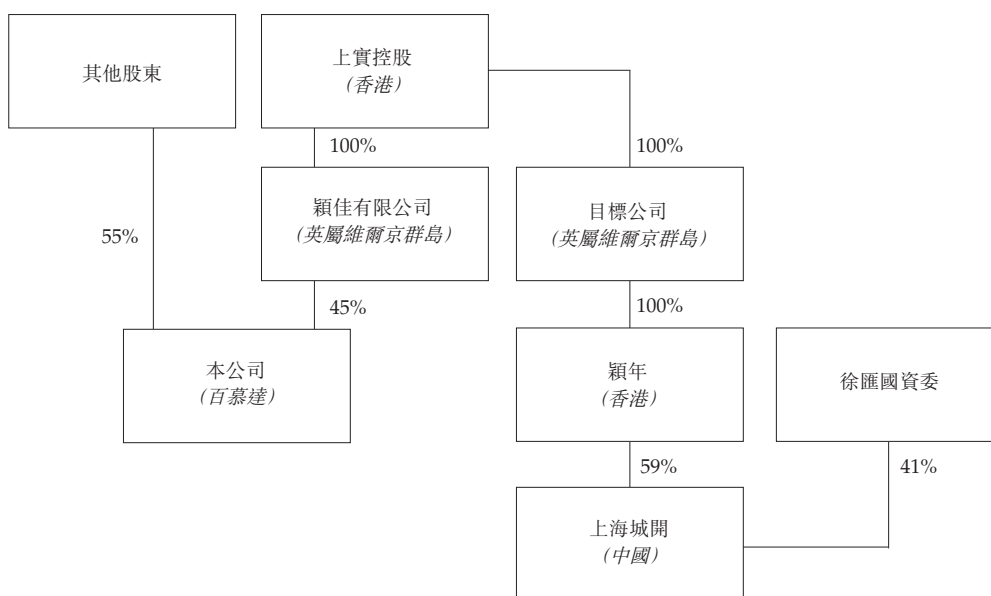 其他股東
上實控股
(香港)
100%
100%
穎佳有限公司
(英屬維爾京群島)
目標公司
(英屬維爾京群島)
55%
45%
100%
本公司
(百慕達)
穎年
(香港)
徐匯國資委
59%
41%
上海城開
(中國)